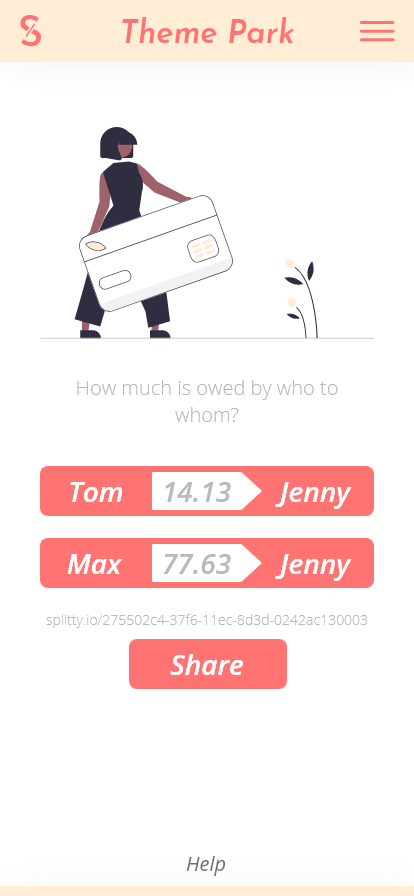 Theme Park
How much is owed by who to
whom?
Tom 14.13 Jenny
Max 77.63 Jenny
splitty.io/275502c4-37f6-11ec-8d3d-0242ac130003
Share
Help